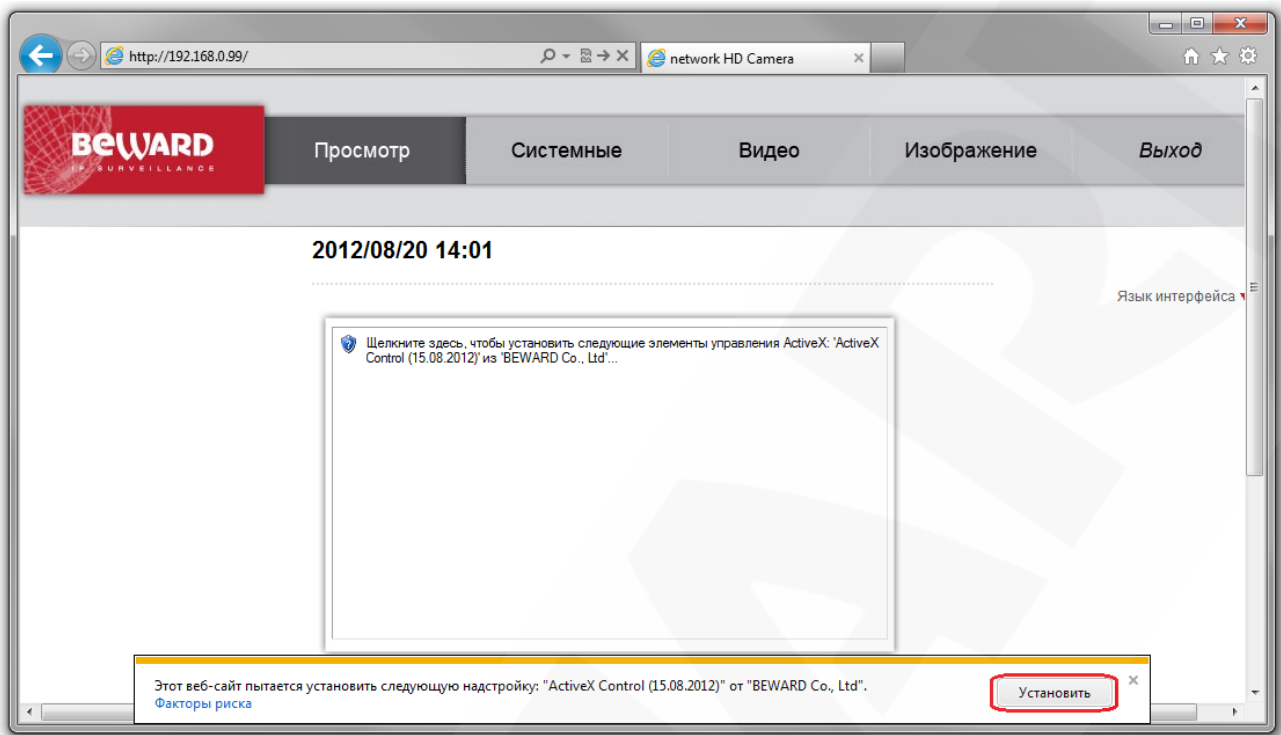 http://192.168.0.99/
network HD Camera
BEWARD
IP SURVEILLANCE
Просмотр
Системные
Видео
Изображение
Выход
2012/08/20 14:01
Язык интерфейса
Щелкните здесь, чтобы установить следующие элементы управления ActiveX: 'ActiveX
Control (15.08.2012)' из 'BEWARD Co., Ltd'...
Этот веб-сайт пытается установить следующую надстройку: "ActiveX Control (15.08.2012)" от "BEWARD Co., Ltd".
Факторы риска
Установить